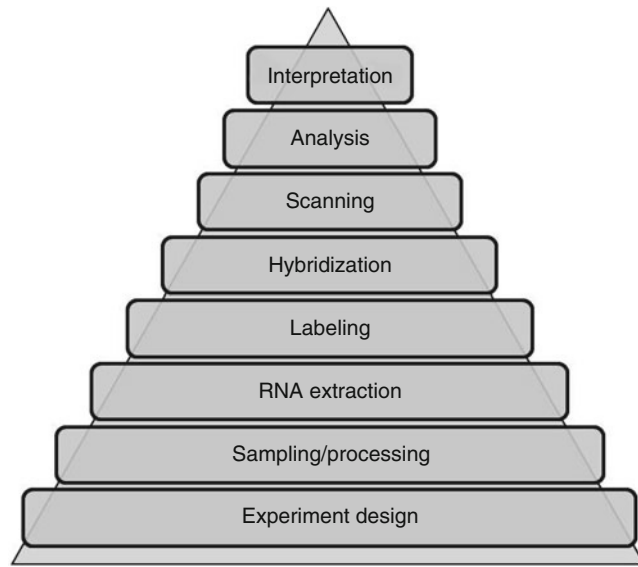 Interpretation
Analysis
Scanning
Hybridization
Labeling
RNA extraction
Sampling/processing
Experiment design